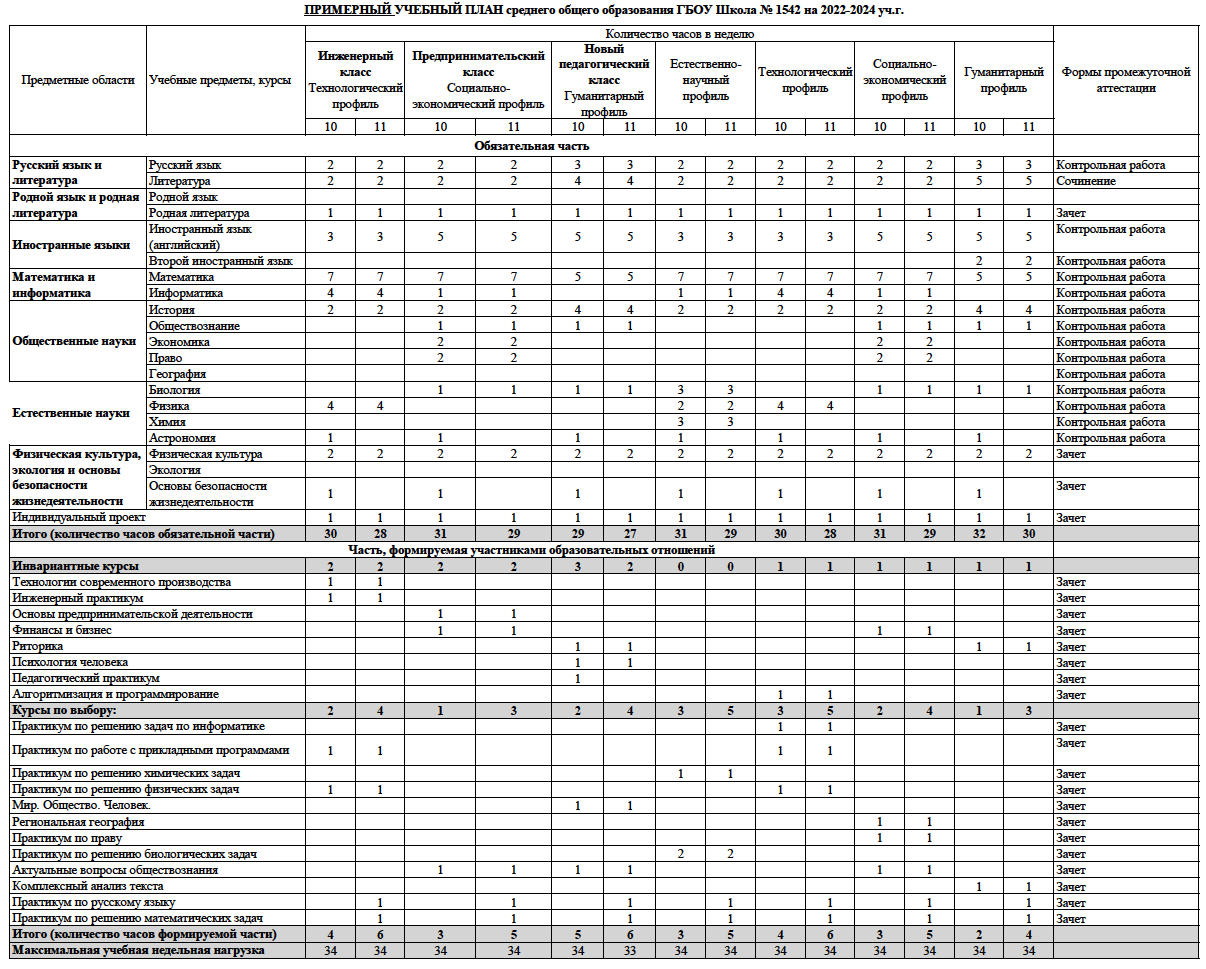 ПРИМЕРНЫЙ УЧЕБНЫЙ ПЛАН среднего общего образования ГБОУ Школа № 1542 на 2022-2024 уч.г.
Предметные области
Учебные предметы, курсы
Количество часов в неделю
Формы промежуточной
аттестации
Инженерный
класс
Технологический
профиль
Предпринимательский
класс
Социально-
экономический профиль
Новый
педагогический
класс
Гуманитарный
профиль
Естественно-
научный
профиль
Технологический
профиль
Социально-
экономический
профиль
Гуманитарный
профиль
10 11 10 11 10 11 10 11 10 11 10 11 10 11
Обязательная часть
Русский язык и
литература
Русский язык 2 2 2 2 3 3 2 2 2 2 2 2 3 3 Контрольная работа
Литература 2 2 2 2 4 4 2 2 2 2 2 2 5 5 Сочинение
Родной язык и родная
литература
Родной язык
Родная литература 1 1 1 1 1 1 1 1 1 1 1 1 1 1 Зачет
Иностранные языки
Иностранный язык
(английский) 3 3 5 5 5 5 3 3 3 3 5 5 5 5 Контрольная работа
Второй иностранный язык 2 2 Контрольная работа
Математика и
информатика
Математика 7 7 7 7 5 5 7 7 7 7 7 7 5 5 Контрольная работа
Информатика 4 4 1 1 1 1 4 4 1 1 Контрольная работа
Общественные науки
История 2 2 2 2 4 4 2 2 2 2 2 2 4 4 Контрольная работа
Обществознание 1 1 1 1 1 1 1 1 Контрольная работа
Экономика 2 2 2 2 Контрольная работа
Право 2 2 2 2 Контрольная работа
География Контрольная работа
Естественные науки
Биология 1 1 1 1 3 3 1 1 1 1 Контрольная работа
Физика 4 4 2 2 4 4 Контрольная работа
Химия 3 3 Контрольная работа
Астрономия 1 1 1 1 1 1 1 Контрольная работа
Физическая культура,
экология и основы
безопасности
жизнедеятельности
Физическая культура 2 2 2 2 2 2 2 2 2 2 2 2 2 2 Зачет
Экология
Основы безопасности
жизнедеятельности 1 1 1 1 1 1 1 Зачет
Индивидуальный проект 1 1 1 1 1 1 1 1 1 1 1 1 1 1 Зачет
Итого (количество часов обязательной части) 30 28 31 29 29 27 31 29 30 28 31 29 32 30
Часть, формируемая участниками образовательных отношений
Инвариантные курсы 2 2 2 2 3 2 0 0 1 1 1 1 1 1
Технологии современного производства 1 1 Зачет
Инженерный практикум 1 1 Зачет
Основы предпринимательской деятельности 1 1 Зачет
Финансы и бизнес 1 1 1 1 Зачет
Риторика 1 1 1 1 Зачет
Психология человека 1 1 Зачет
Педагогический практикум 1 Зачет
Алгоритмизация и программирование 1 1 Зачет
Курсы по выбору: 2 4 1 3 2 4 3 5 3 5 2 4 1 3
Практикум по решению задач по информатике 1 1 Зачет
Практикум по работе с прикладными программами 1 1 1 1 Зачет
Практикум по решению химических задач 1 1 Зачет
Практикум по решению физических задач 1 1 1 1 Зачет
Мир. Общество. Человек. 1 1 Зачет
Региональная география 1 1 Зачет
Практикум по праву 1 1 Зачет
Практикум по решению биологических задач 2 2 Зачет
Актуальные вопросы обществознания 1 1 1 1 1 1 Зачет
Комплексный анализ текста 1 1 Зачет
Практикум по русскому языку 1 1 1 1 1 1 1 Зачет
Практикум по решению математических задач 1 1 1 1 1 1 1 Зачет
Итого (количество часов формируемой части) 4 6 3 5 5 6 3 5 4 6 3 5 2 4
Максимальная учебная недельная нагрузка 34 34 34 34 34 33 34 34 34 34 34 34 34 34